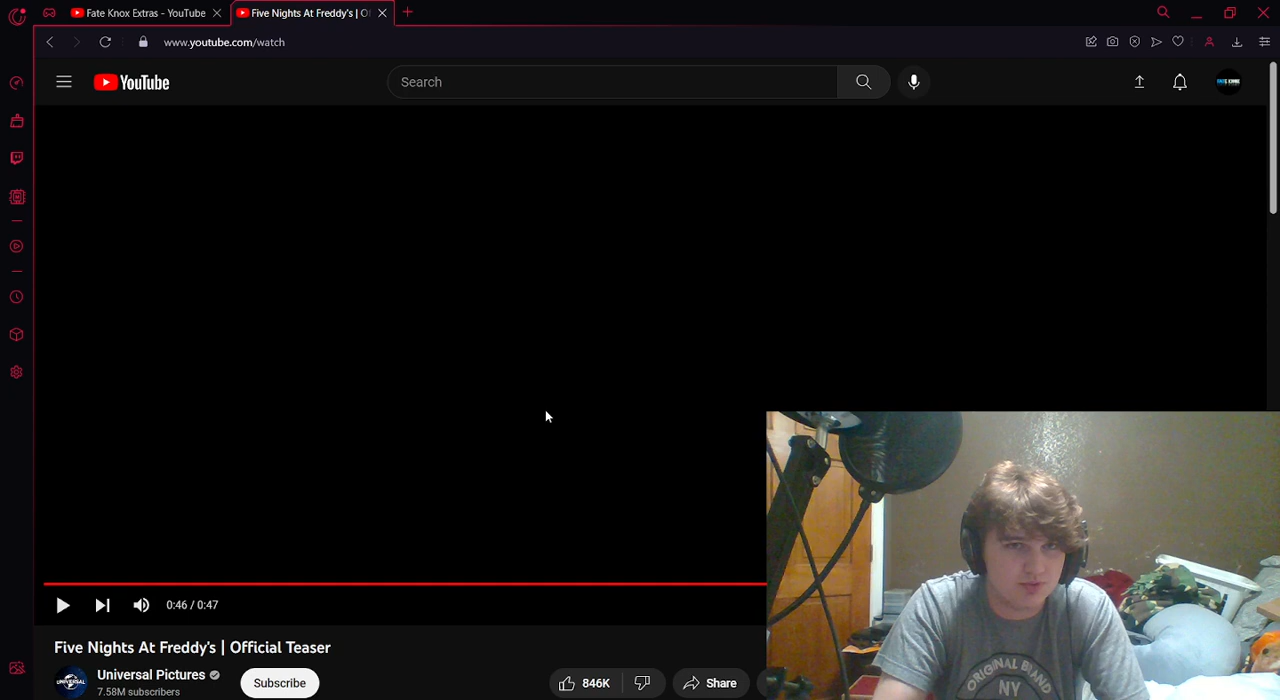 Fate Knox Extras - YouTube
Five Nights At Freddy's | O
www.youtube.com/watch
YouTube
Search
0:46 / 0:47
Five Nights At Freddy's | Official Teaser
Universal Pictures
7.58M subscribers
Subscribe
846K
Share
ORIGINAL BRAND
NY